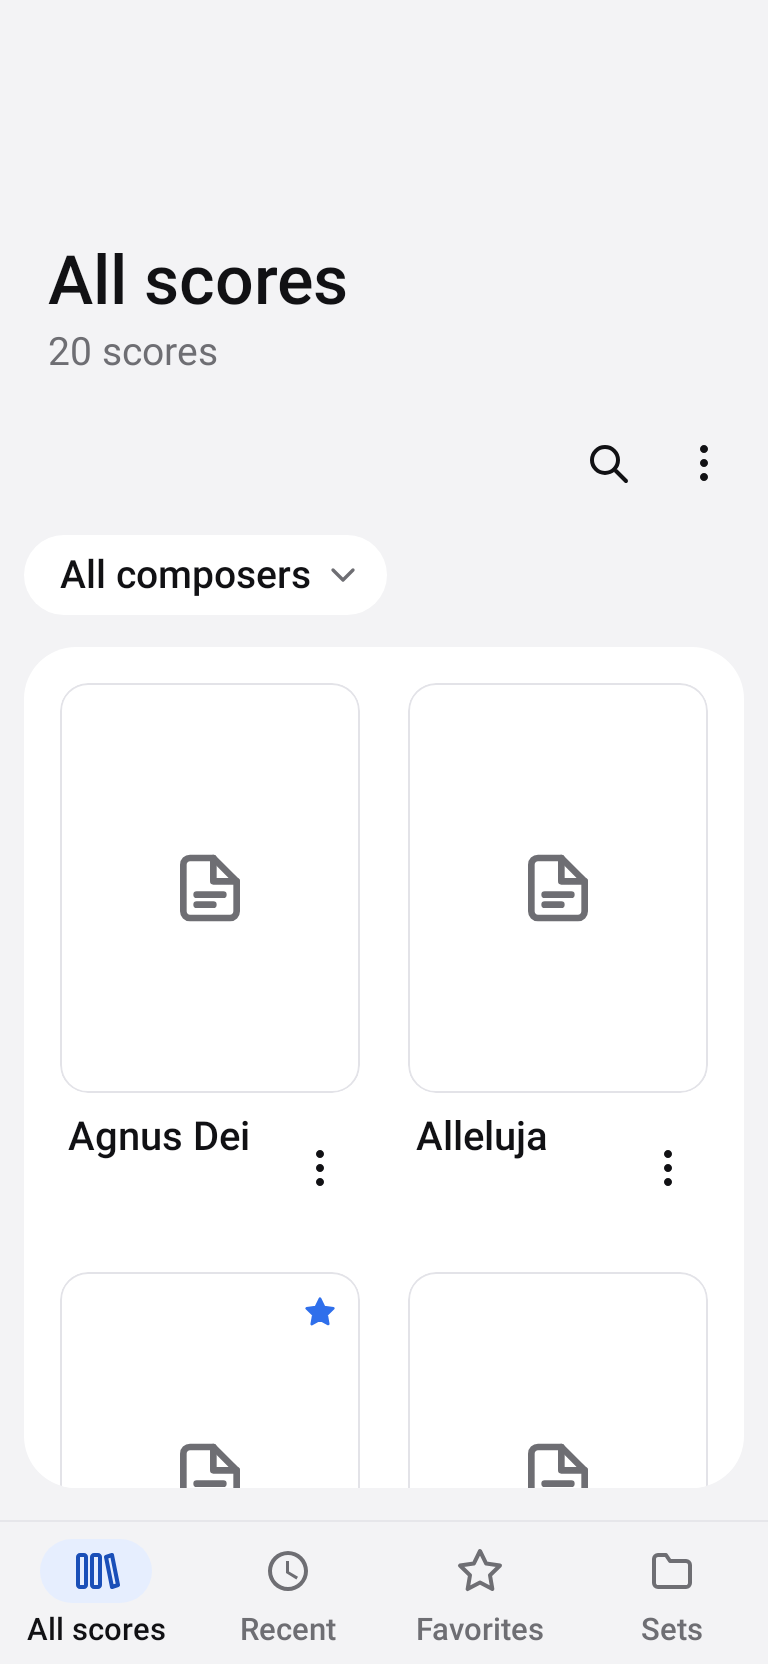 All scores
20 scores
All composers
Agnus Dei
Alleluja
All scores
Recent
Favorites
Sets